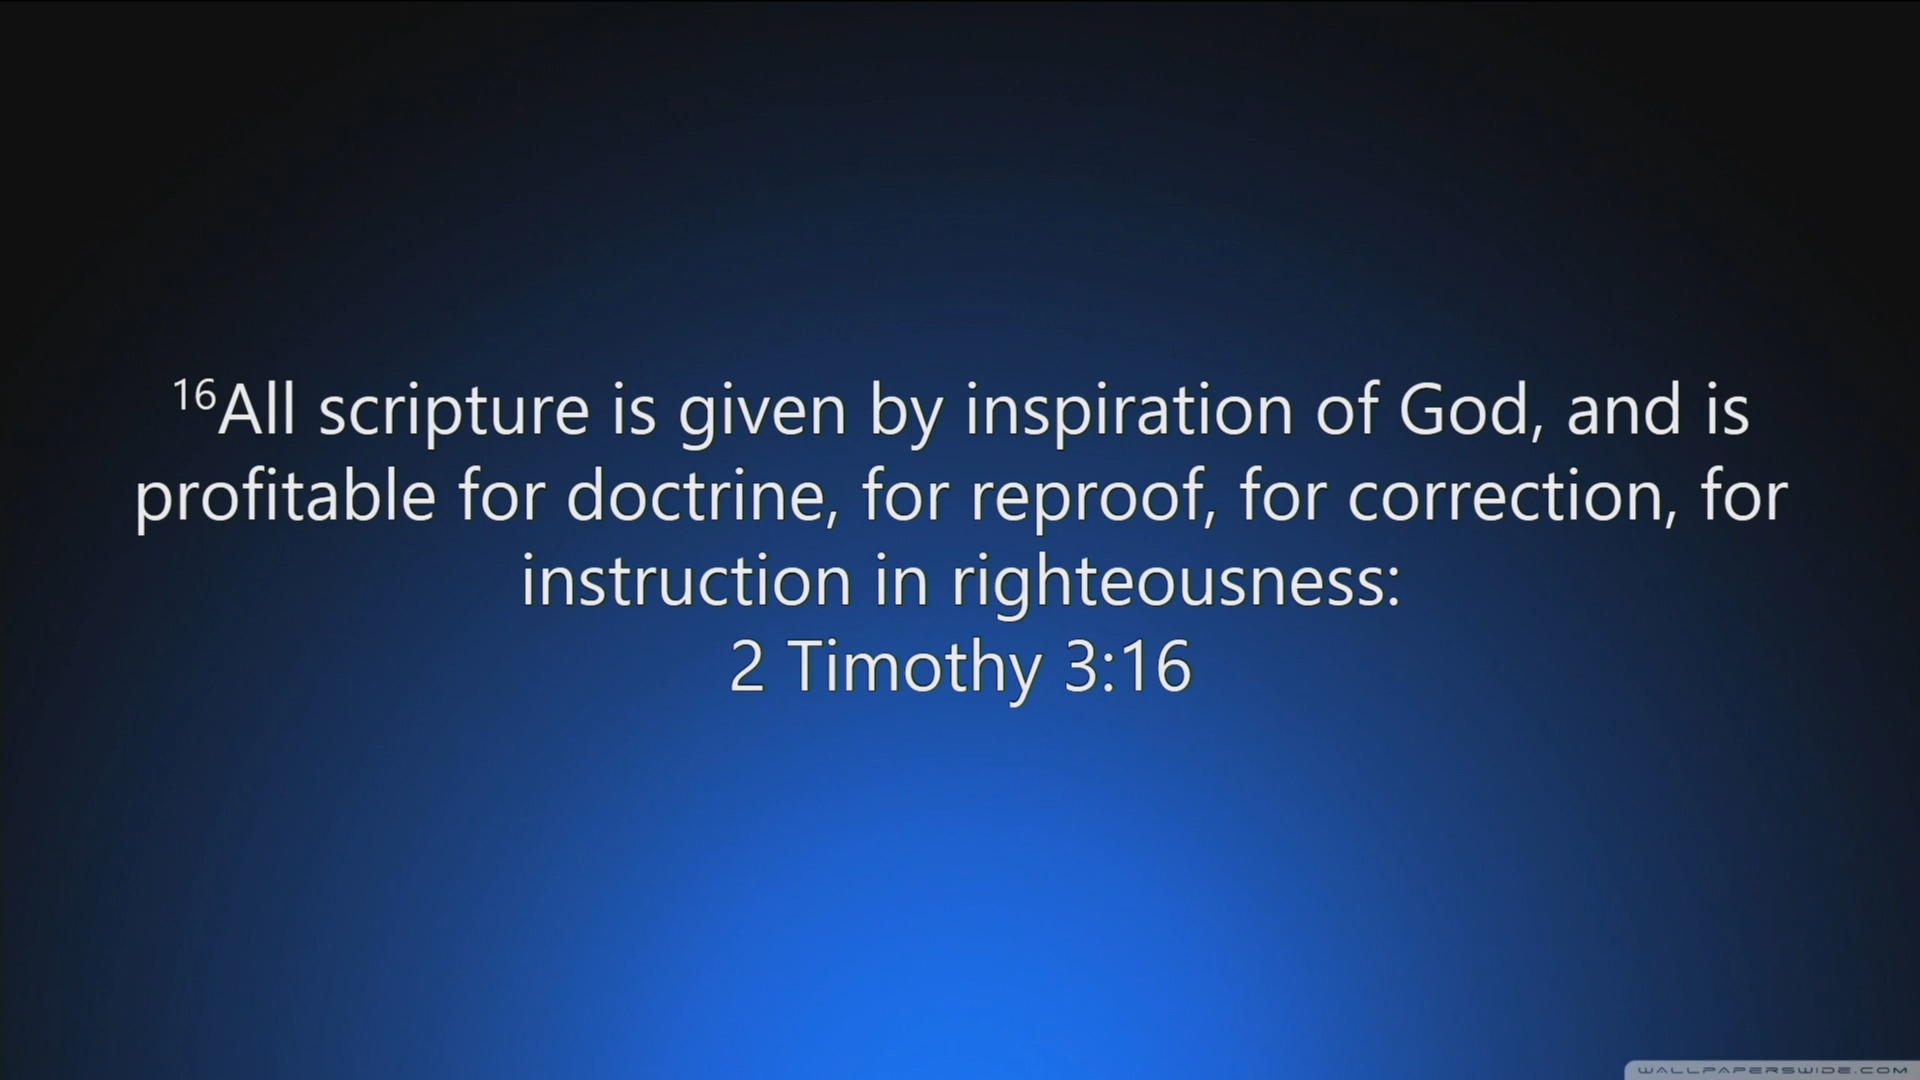 16All scripture is given by inspiration of God, and is
profitable for doctrine, for reproof, for correction, for
instruction in righteousness:
2 Timothy 3:16
WALLPAPERSWIDE.COM